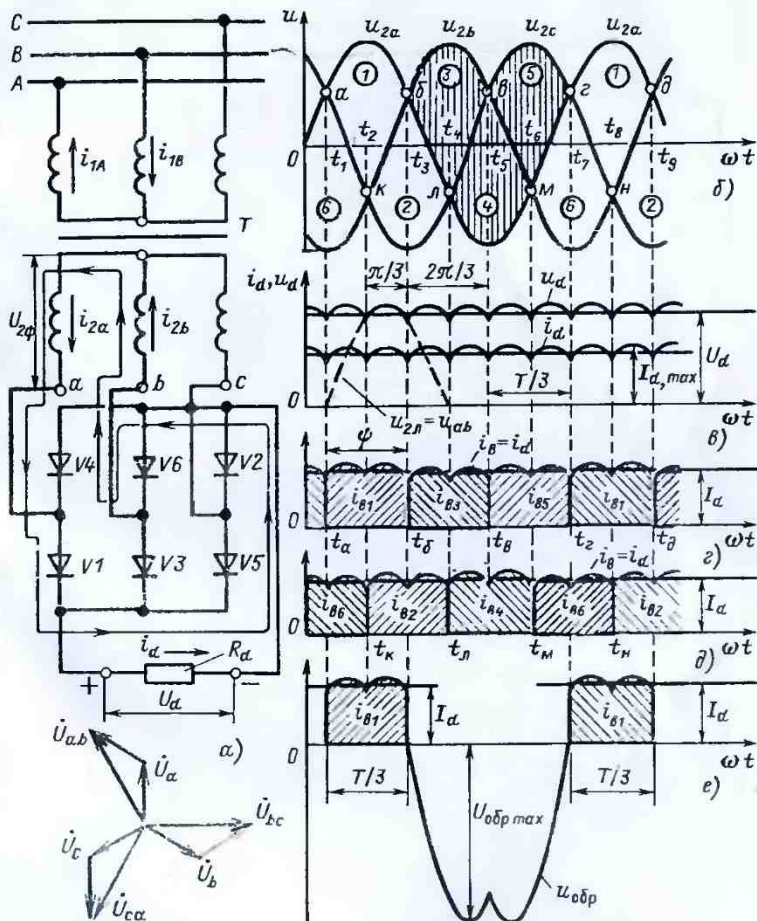 C
B
A
i1A
i1B
T
U2ф
i2a
i2b
a
b
c
V4
V6
V2
V1
V3
V5
id
Rd
+
−
Ud
а)
U̇ab
U̇a
U̇bc
U̇c
U̇b
U̇ca
u
u2a
u2b
u2c
u2a
1
3
5
1
а
б
в
г
д
t2
t4
t6
t8
0
ωt
t1
t3
t5
t7
t9
к
л
м
н
6
2
4
6
2
б)
π/3
2π/3
id, ud
ud
id
Ud
Id,max
T/3
0
u2л=uab
ωt
ψ
в)
iв=id
iв1
iв3
iв5
iв1
Id
0
ωt
tа
tб
tв
tг
tд
г)
iв=id
iв6
iв2
iв4
iв6
iв2
Id
0
ωt
tк
tл
tм
tн
д)
iв1
Id
iв1
Id
0
ωt
T/3
T/3
е)
Uобр max
uобр